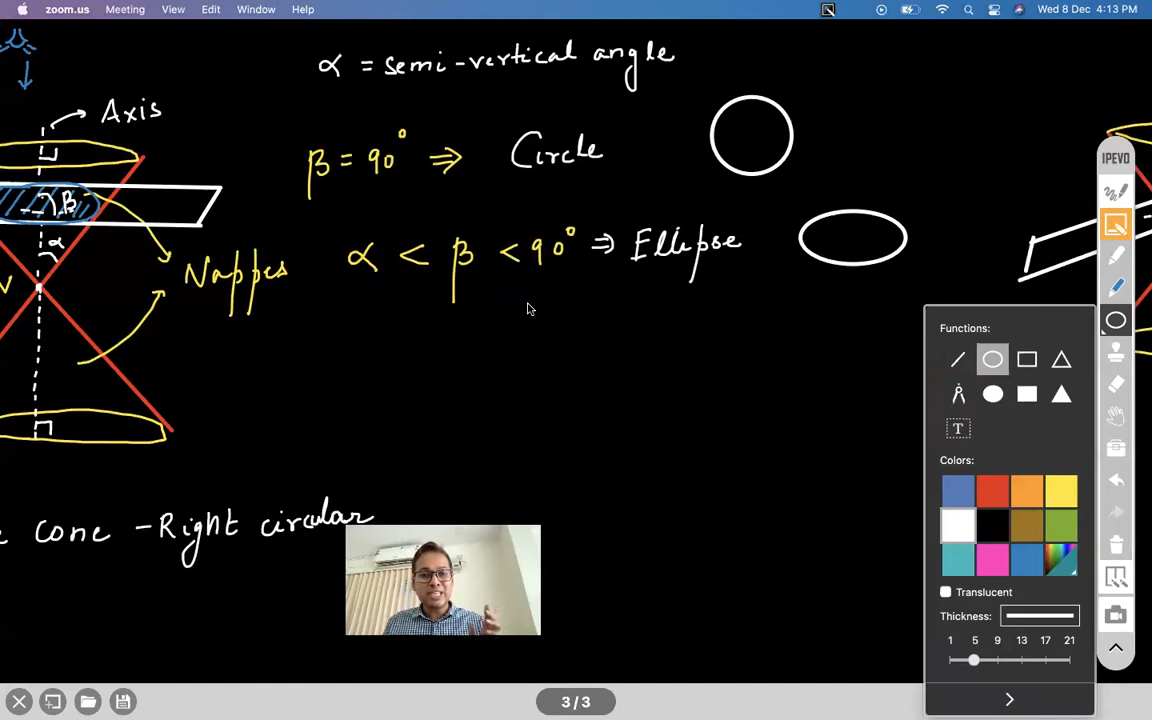 zoom.us Meeting View Edit Window Help Wed 8 Dec 4:13 PM
α = semi-vertical angle
Axis
β = 90° ⇒ Circle
β
α
α < β < 90° ⇒ Ellipse
Nappes
cone - Right circular
IPEVO
Functions:
T
Colors:
Translucent
Thickness:
1 5 9 13 17 21
3 / 3